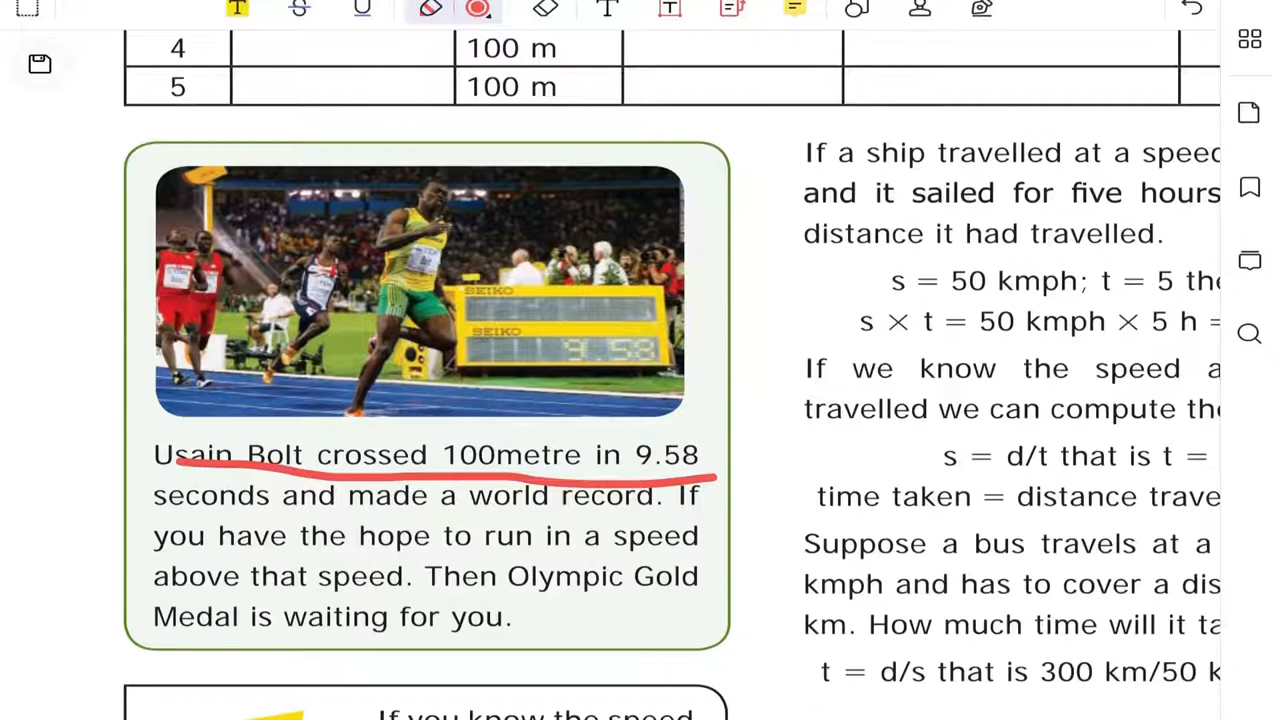 4
100 m
5
100 m
SEIKO
SEIKO
9.58
Usain Bolt crossed 100metre in 9.58
seconds and made a world record. If
you have the hope to run in a speed
above that speed. Then Olympic Gold
Medal is waiting for you.
If you know the speed
If a ship travelled at a speed
and it sailed for five hours
distance it had travelled.
s = 50 kmph; t = 5 the
s × t = 50 kmph × 5 h =
If we know the speed a
travelled we can compute the
s = d/t that is t =
time taken = distance trave
Suppose a bus travels at a
kmph and has to cover a dis
km. How much time will it ta
t = d/s that is 300 km/50 k